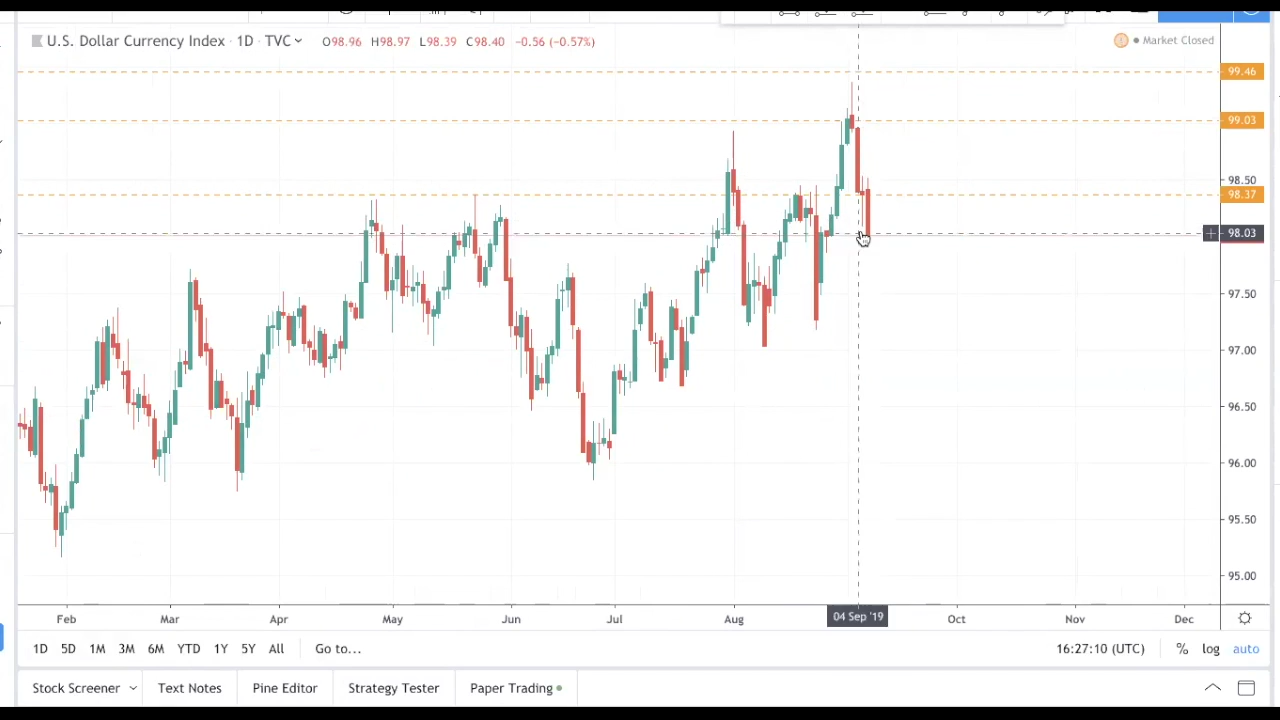 U.S. Dollar Currency Index · 1D · TVC O98.96 H98.97 L98.39 C98.40 −0.56 (−0.57%) Market Closed
99.46
99.03
98.50
98.37
98.03
97.50
97.00
96.50
96.00
95.50
95.00
Feb Mar Apr May Jun Jul Aug 04 Sep '19 Oct Nov Dec
1D 5D 1M 3M 6M YTD 1Y 5Y All Go to... 16:27:10 (UTC) % log auto
Stock Screener Text Notes Pine Editor Strategy Tester Paper Trading